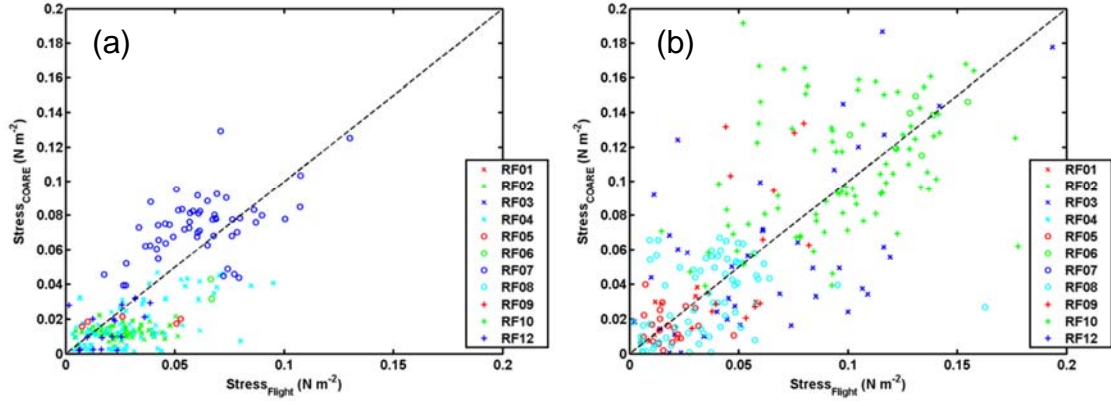 (a)
0.2
0.18
0.16
0.14
0.12
0.1
0.08
0.06
0.04
0.02
0
Stress_COARE (N m⁻²)
0
0.05
0.1
0.15
0.2
Stress_Flight (N m⁻²)
RF01
RF02
RF03
RF04
RF05
RF06
RF07
RF08
RF09
RF10
RF12
(b)
0.2
0.18
0.16
0.14
0.12
0.1
0.08
0.06
0.04
0.02
0
Stress_COARE (N m⁻²)
0
0.05
0.1
0.15
0.2
Stress_Flight (N m⁻²)
RF01
RF02
RF03
RF04
RF05
RF06
RF07
RF08
RF09
RF10
RF12